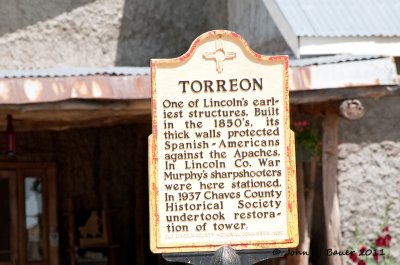 TORREON
One of Lincoln's earl-
iest structures. Built
in the 1850's, its
thick walls protected
Spanish-Americans
against the Apaches.
In Lincoln Co. War
Murphy's sharpshooters
were here stationed.
In 1937 Chaves County
Historical Society
undertook restora-
tion of tower.
© James Bauer 2011